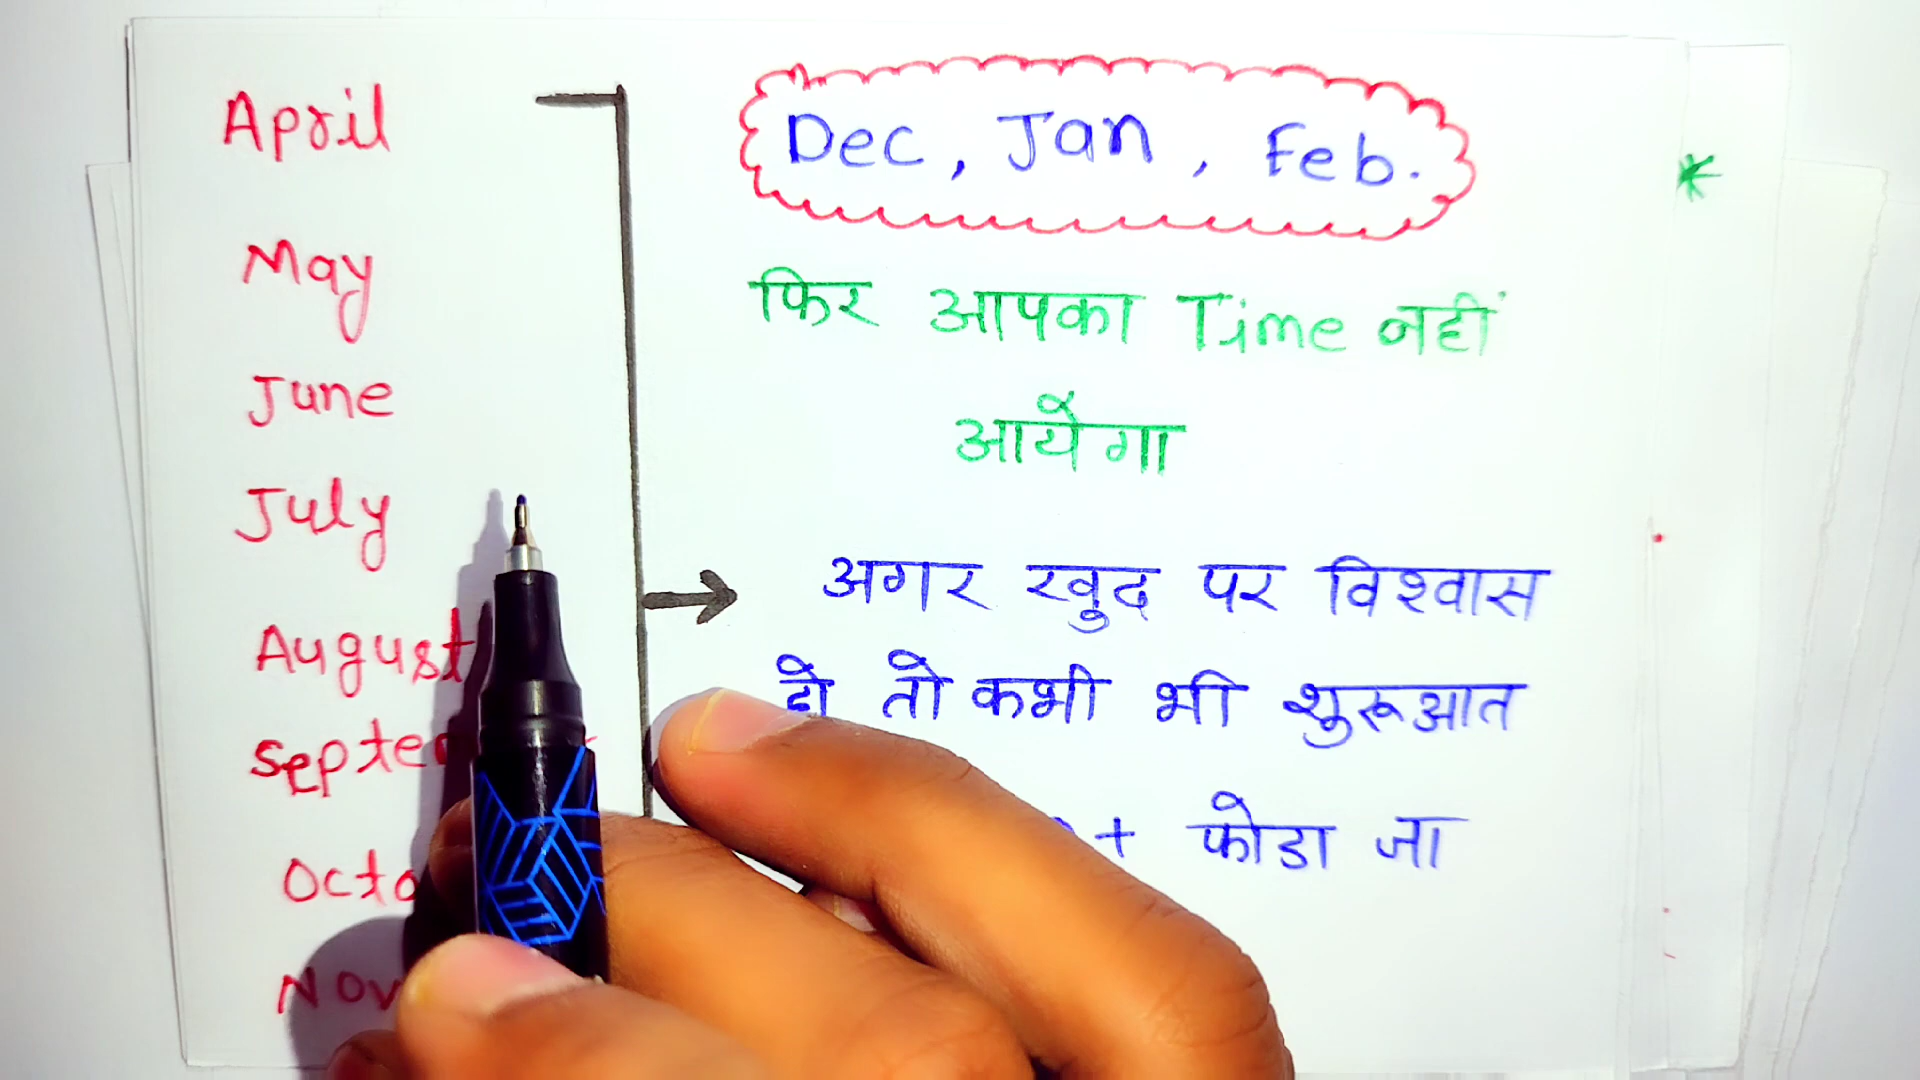 April
May
June
July
August
Dec, Jan, Feb.
फिर आपका Time नहीं
आयेगा
अगर खुद पर विश्वास
हो तो कभी भी शुरूआत
+ फोडा जा